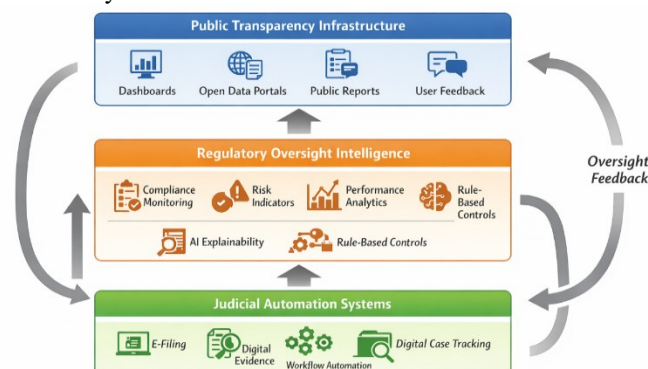 Public Transparency Infrastructure
Dashboards
Open Data Portals
Public Reports
User Feedback
Regulatory Oversight Intelligence
Compliance
Monitoring
Risk
Indicators
Performance
Analytics
Rule-
Based
Controls
AI Explainability
Rule-Based Controls
Oversight
Feedback
Judicial Automation Systems
E-Filing
Digital
Evidence
Workflow Automation
Digital Case Tracking